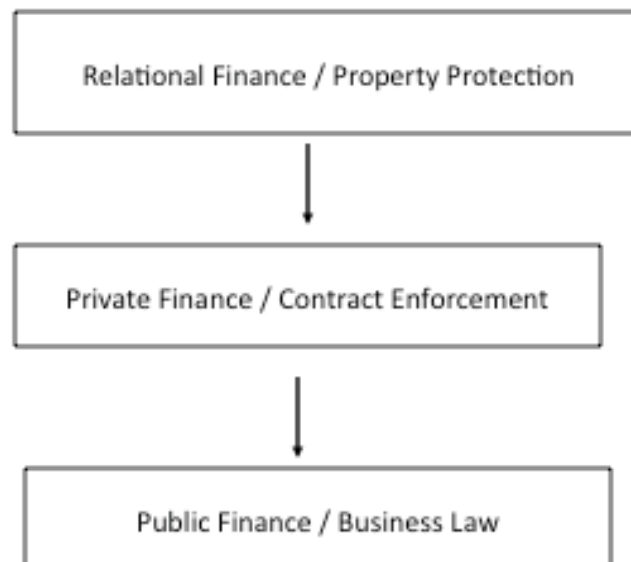 Relational Finance / Property Protection
Private Finance / Contract Enforcement
Public Finance / Business Law